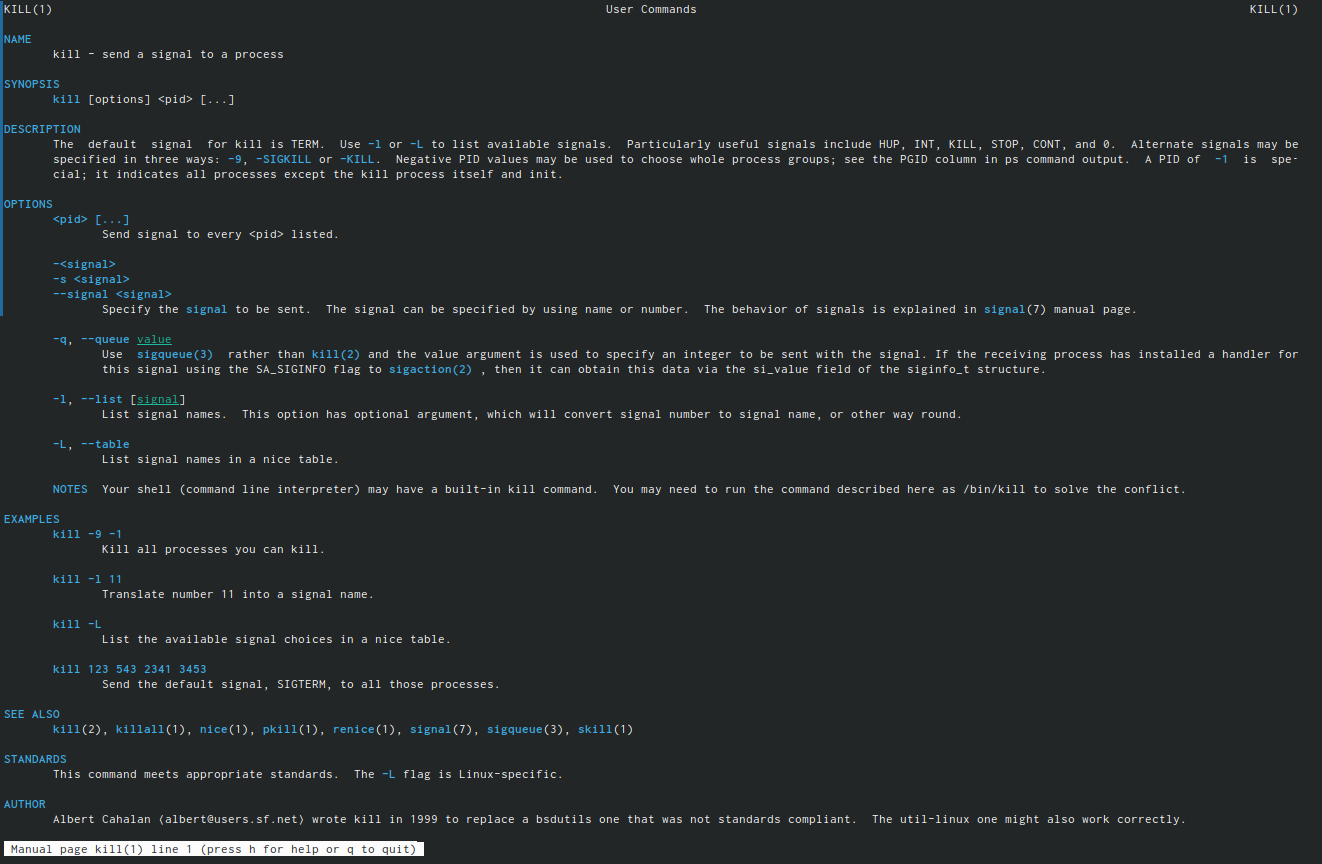 KILL(1) User Commands KILL(1)
NAME
kill - send a signal to a process
SYNOPSIS
kill [options] <pid> [...]
DESCRIPTION
The default signal for kill is TERM. Use -l or -L to list available signals. Particularly useful signals include HUP, INT, KILL, STOP, CONT, and 0. Alternate signals may be
specified in three ways: -9, -SIGKILL or -KILL. Negative PID values may be used to choose whole process groups; see the PGID column in ps command output. A PID of -1 is spe-
cial; it indicates all processes except the kill process itself and init.
OPTIONS
<pid> [...]
Send signal to every <pid> listed.
-<signal>
-s <signal>
--signal <signal>
Specify the signal to be sent. The signal can be specified by using name or number. The behavior of signals is explained in signal(7) manual page.
-q, --queue value
Use sigqueue(3) rather than kill(2) and the value argument is used to specify an integer to be sent with the signal. If the receiving process has installed a handler for
this signal using the SA_SIGINFO flag to sigaction(2) , then it can obtain this data via the si_value field of the siginfo_t structure.
-l, --list [signal]
List signal names. This option has optional argument, which will convert signal number to signal name, or other way round.
-L, --table
List signal names in a nice table.
NOTES Your shell (command line interpreter) may have a built-in kill command. You may need to run the command described here as /bin/kill to solve the conflict.
EXAMPLES
kill -9 -1
Kill all processes you can kill.
kill -l 11
Translate number 11 into a signal name.
kill -L
List the available signal choices in a nice table.
kill 123 543 2341 3453
Send the default signal, SIGTERM, to all those processes.
SEE ALSO
kill(2), killall(1), nice(1), pkill(1), renice(1), signal(7), sigqueue(3), skill(1)
STANDARDS
This command meets appropriate standards. The -L flag is Linux-specific.
AUTHOR
Albert Cahalan ⟨albert@users.sf.net⟩ wrote kill in 1999 to replace a bsdutils one that was not standards compliant. The util-linux one might also work correctly.
Manual page kill(1) line 1 (press h for help or q to quit)